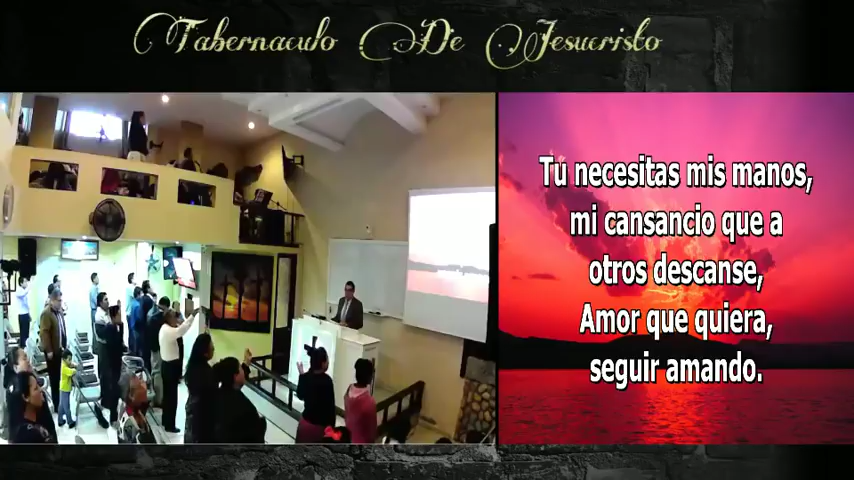 Tabernaculo De Jesucristo
Tu necesitas mis manos,
mi cansancio que a
otros descanse,
Amor que quiera,
seguir amando.